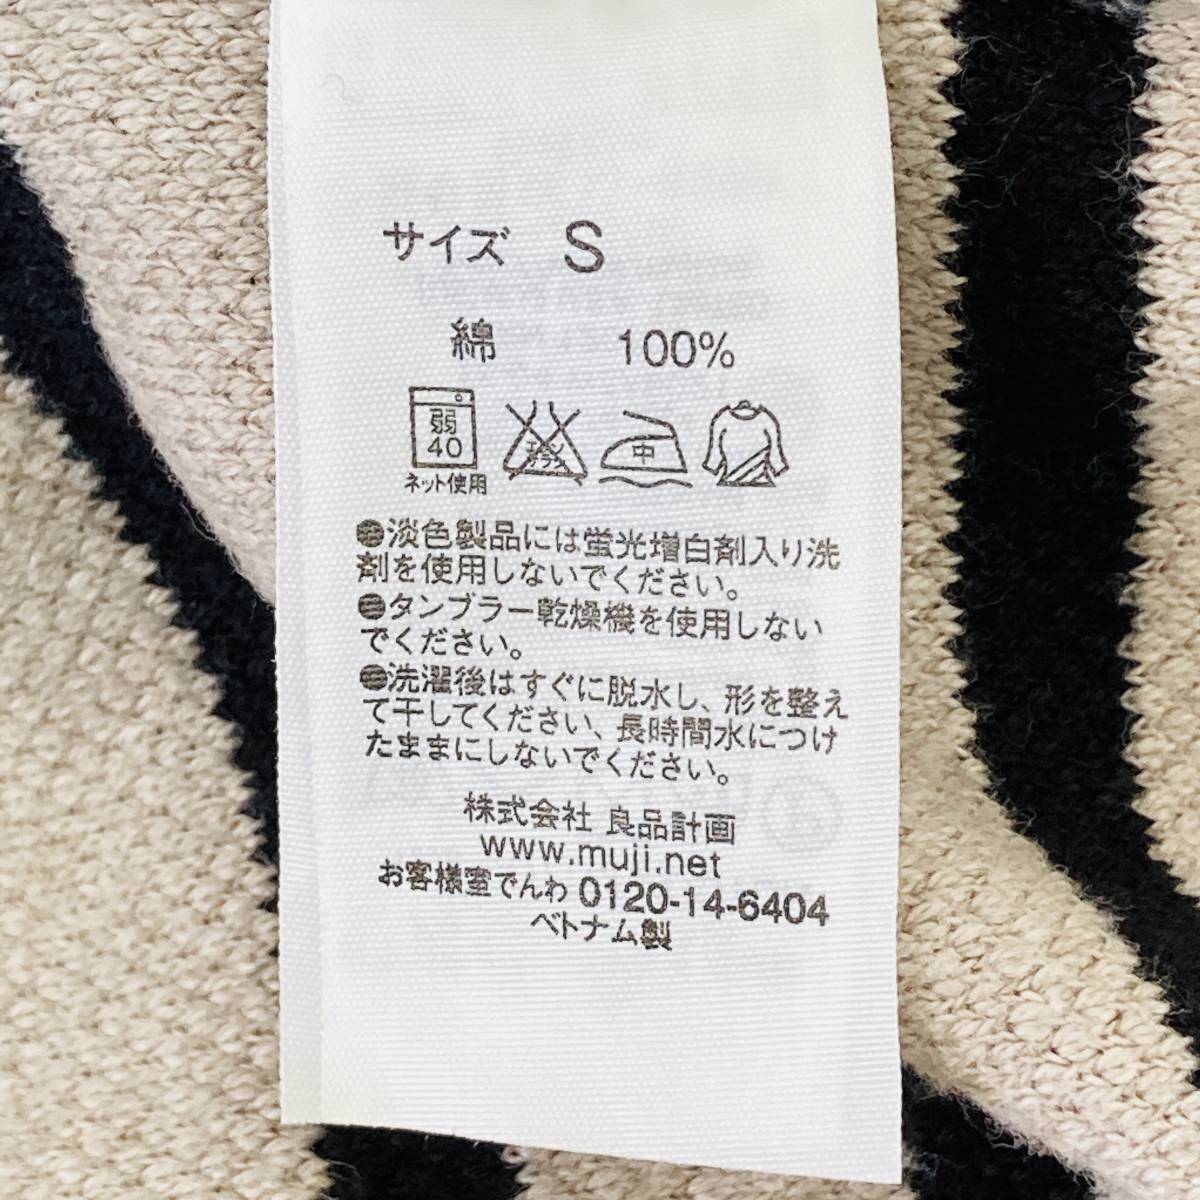 サイズ S
綿 100%
弱
40
エンソ
サラシ
中
ネット使用
●淡色製品には蛍光増白剤入り洗
剤を使用しないでください。
●タンブラー乾燥機を使用しない
でください。
●洗濯後はすぐに脱水し、形を整え
て干してください、長時間水につけ
たままにしないでください。
株式会社 良品計画
www.muji.net
お客様室でんわ 0120-14-6404
ベトナム製